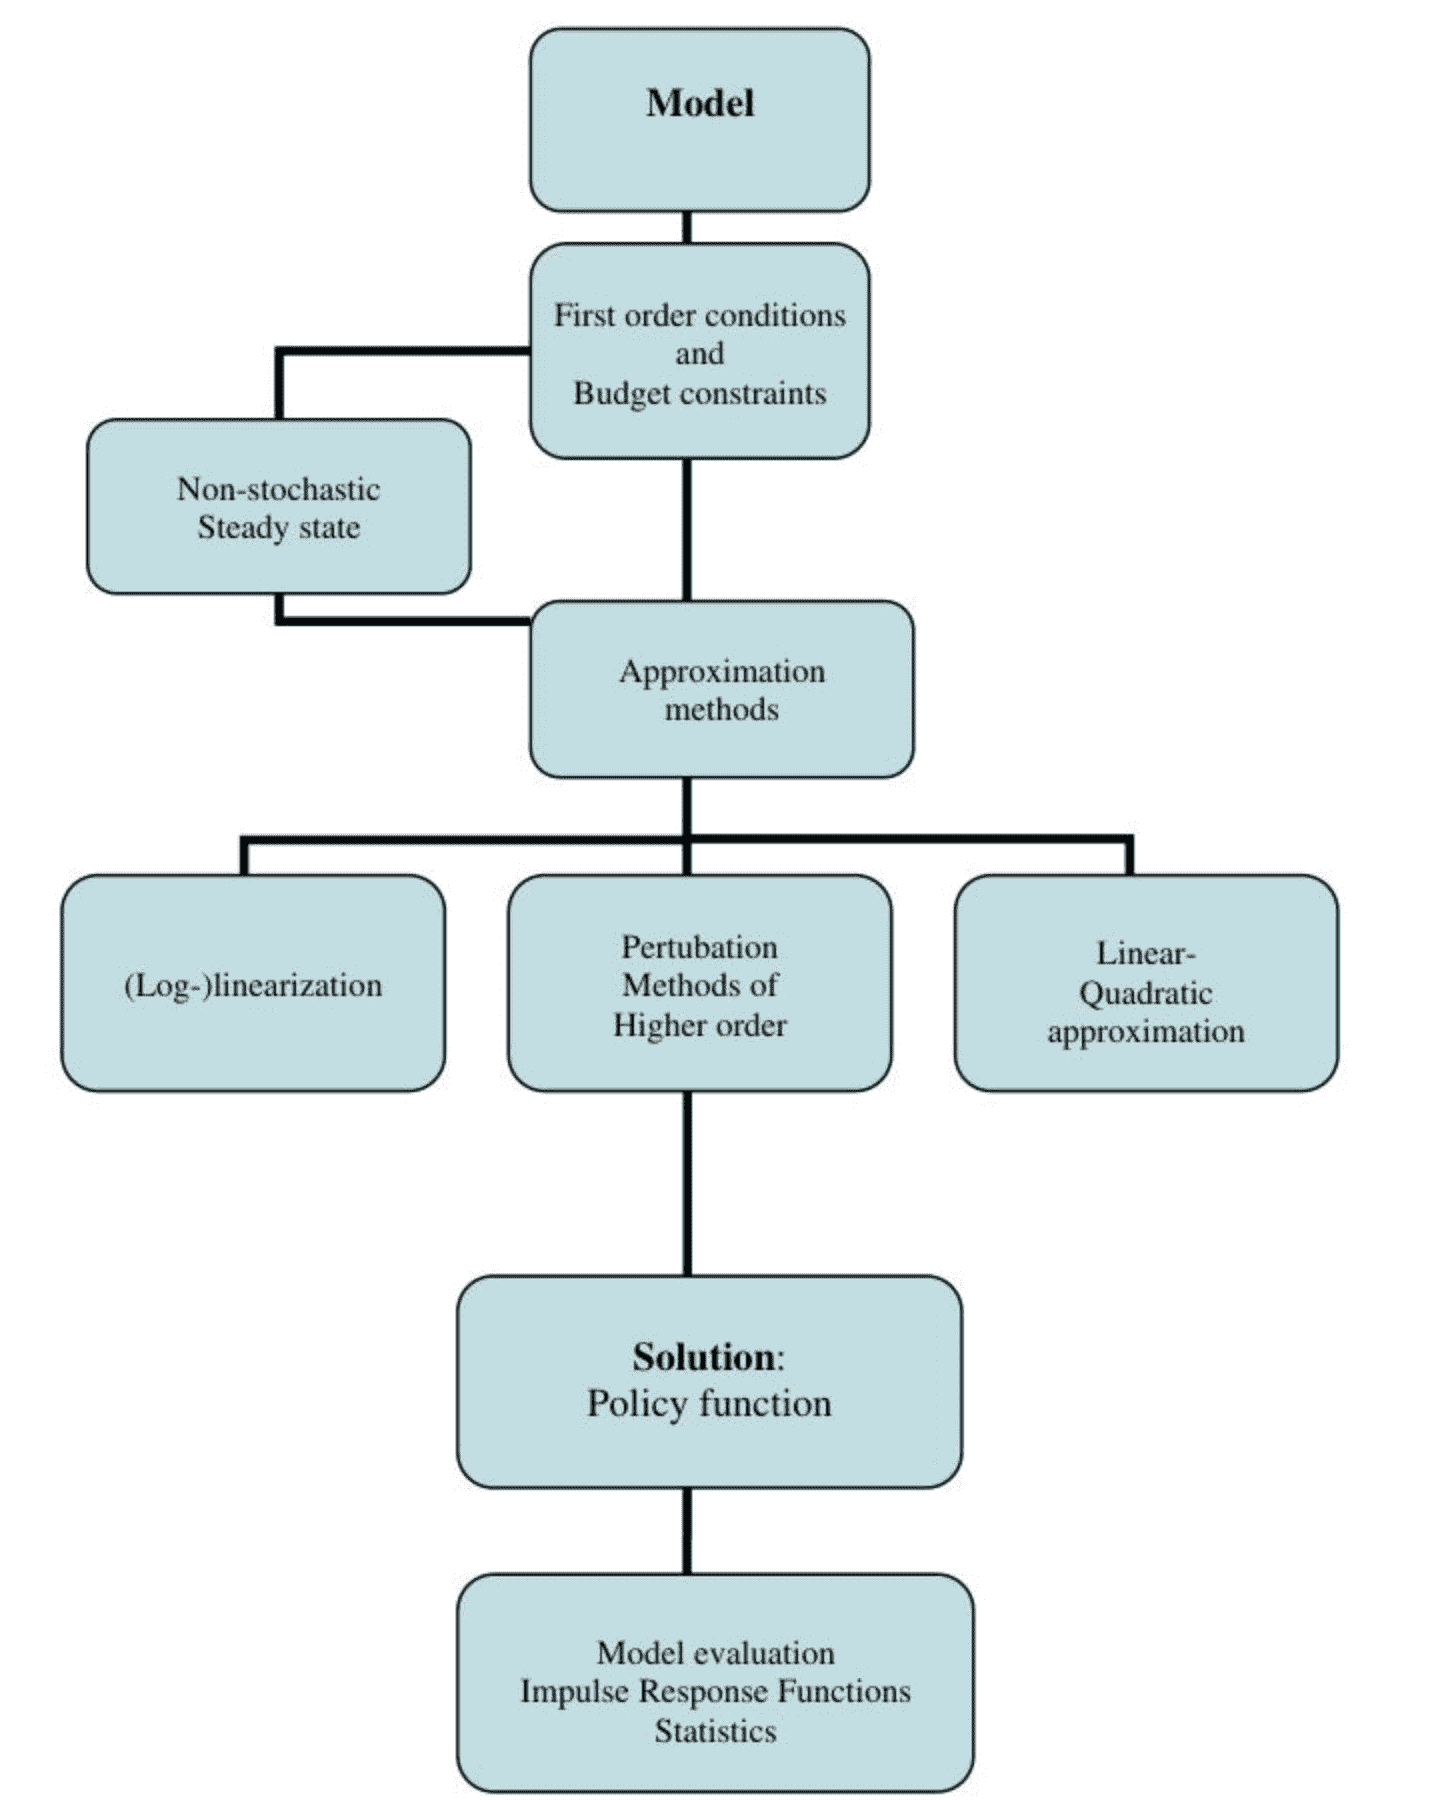 Model
First order conditions
and
Budget constraints
Non-stochastic
Steady state
Approximation
methods
(Log-)linearization
Pertubation
Methods of
Higher order
Linear-
Quadratic
approximation
Solution:
Policy function
Model evaluation
Impulse Response Functions
Statistics